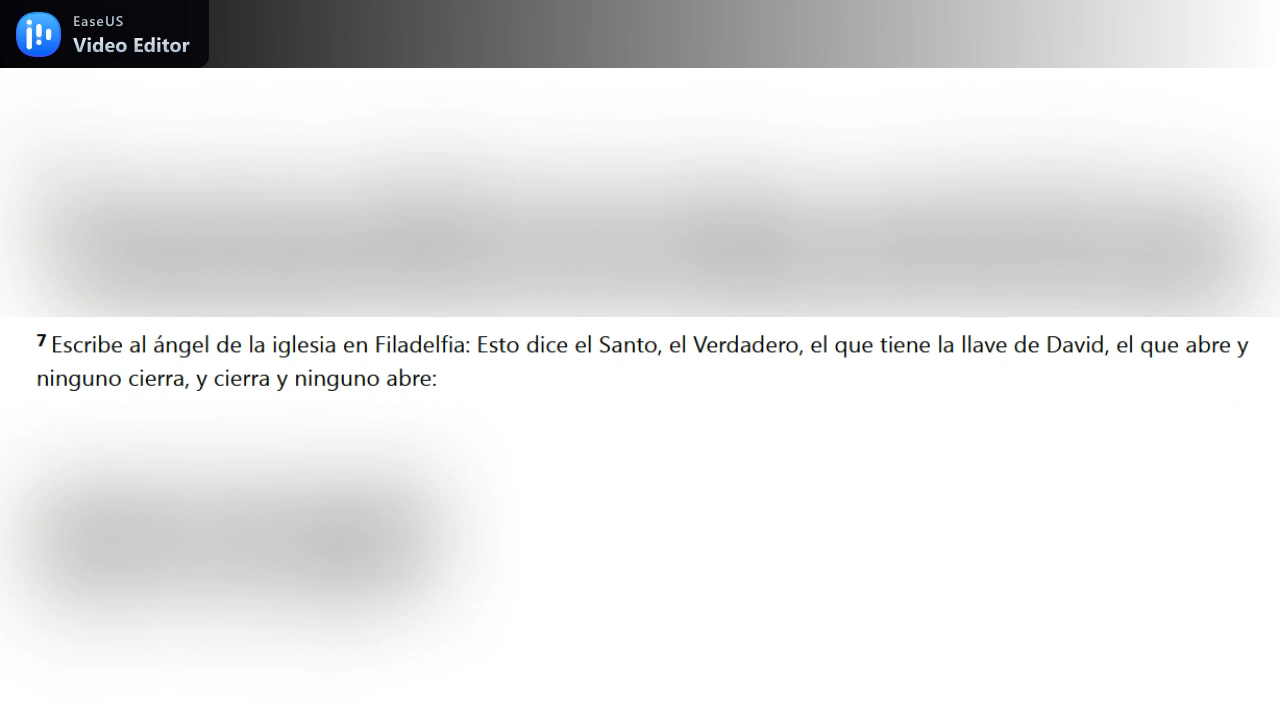 EaseUS
Video Editor
7 Escribe al ángel de la iglesia en Filadelfia: Esto dice el Santo, el Verdadero, el que tiene la llave de David, el que abre y
ninguno cierra, y cierra y ninguno abre: